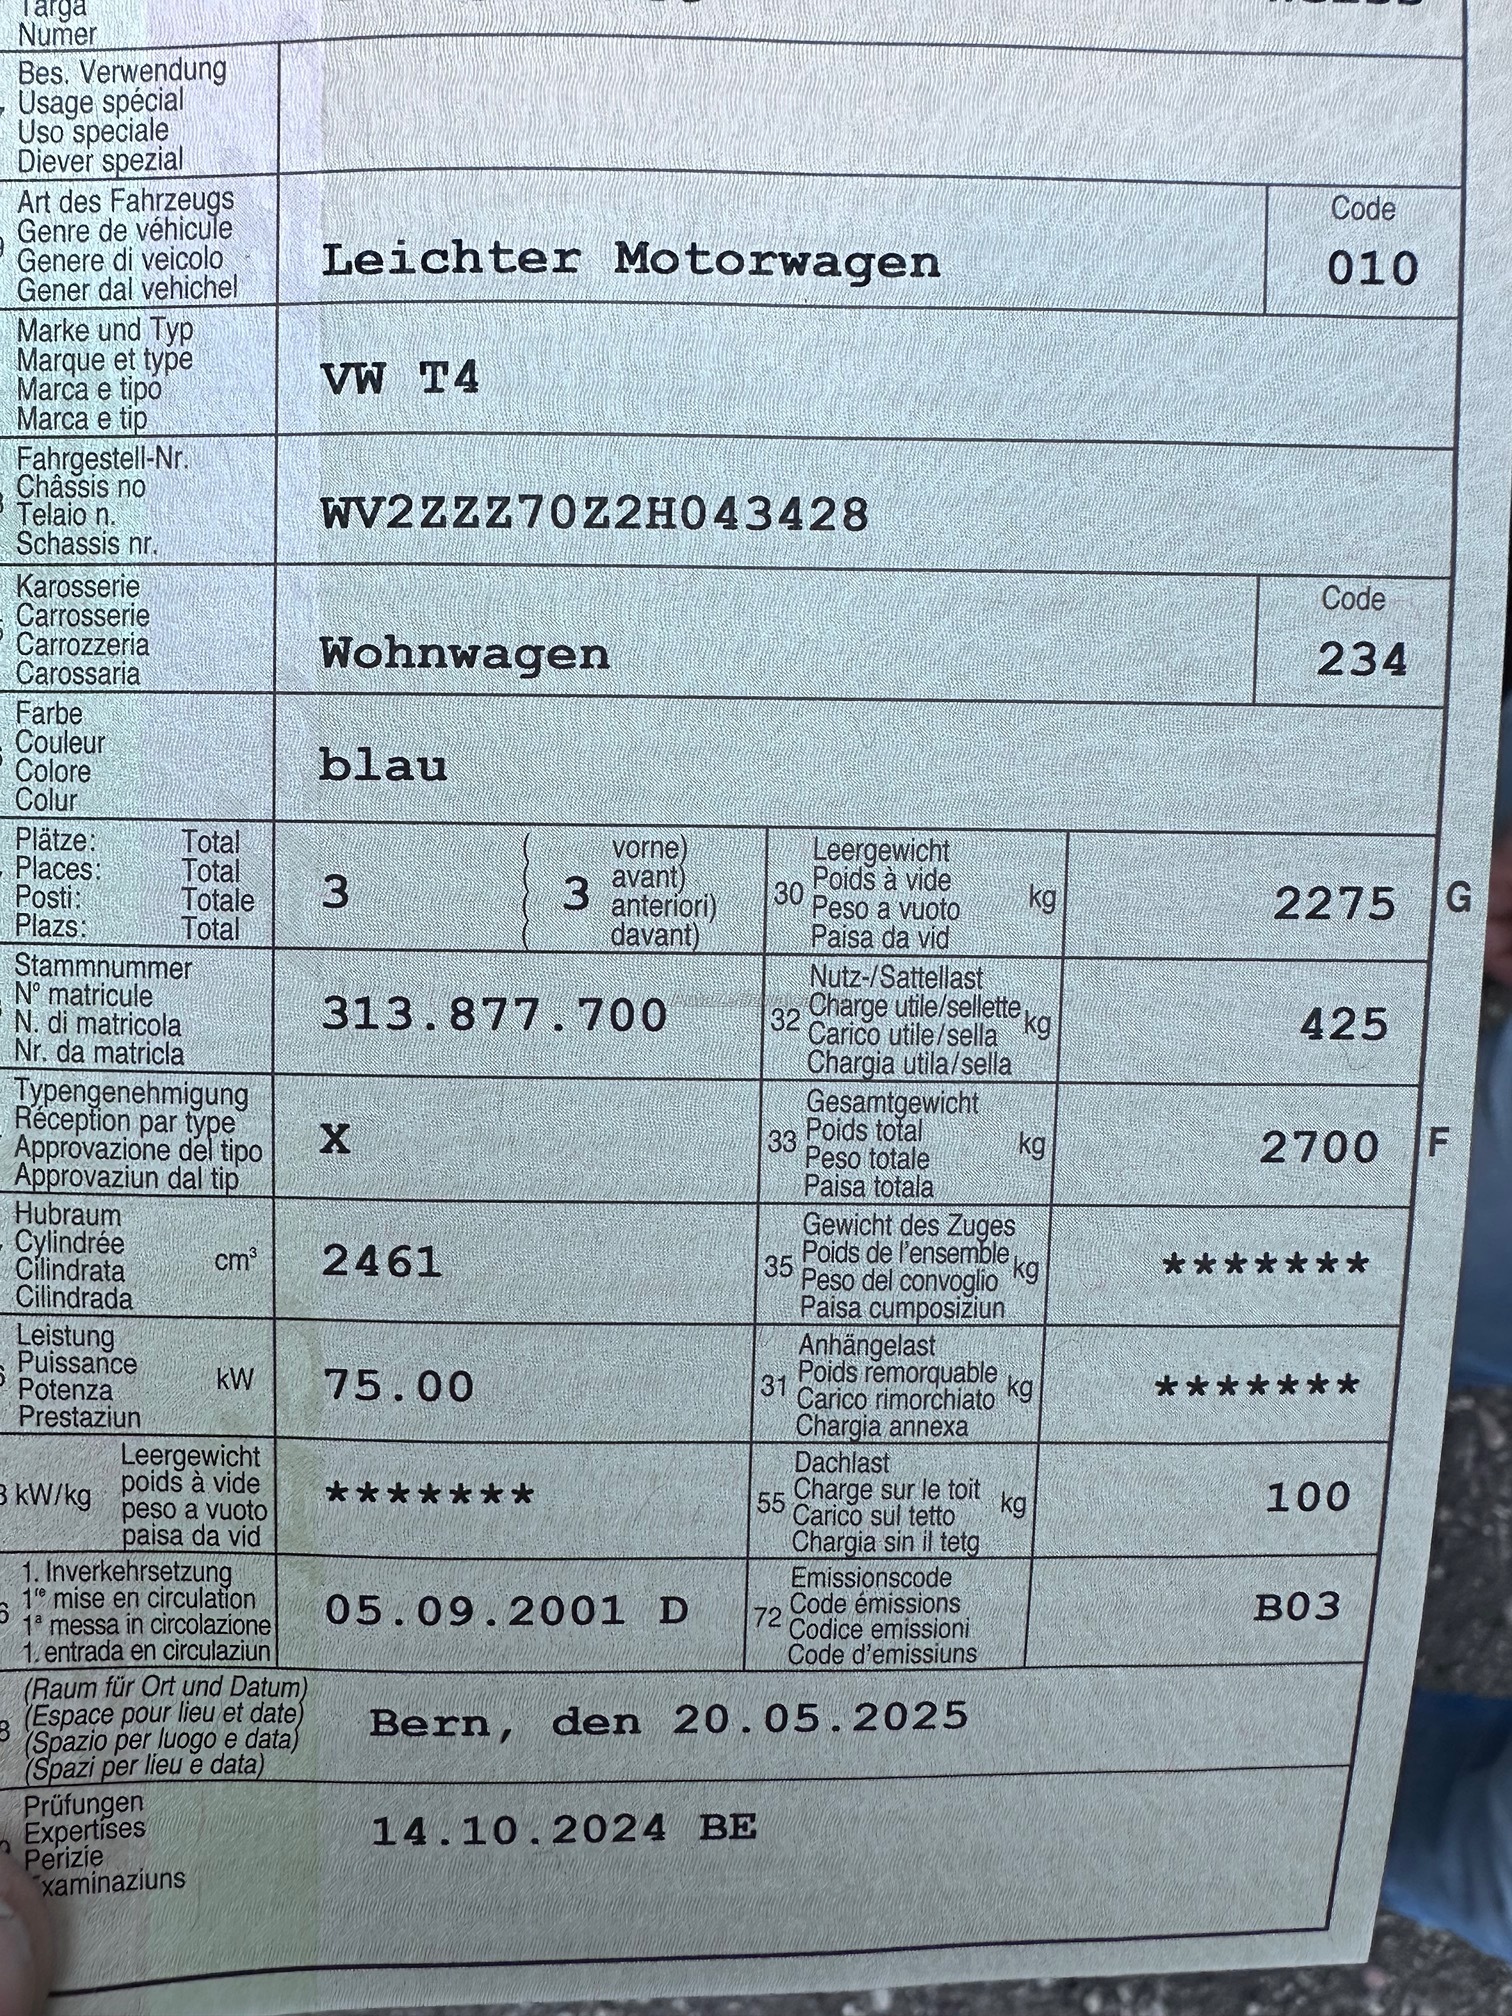 Targa
Numer
Bes. Verwendung
Usage spécial
Uso speciale
Diever spezial
Art des Fahrzeugs
Genre de véhicule
Genere di veicolo
Gener dal vehichel
Leichter Motorwagen
Code
010
Marke und Typ
Marque et type
Marca e tipo
Marca e tip
VW T4
Fahrgestell-Nr.
Châssis no
Telaio n.
Schassis nr.
WV2ZZZ70Z2H043428
Karosserie
Carrosserie
Carrozzeria
Carossaria
Wohnwagen
Code
234
Farbe
Couleur
Colore
Colur
blau
Plätze: Total
Places: Total
Posti: Totale
Plazs: Total
3
( 3 vorne)
( avant)
( anteriori)
( davant)
30 Leergewicht
Poids à vide
Peso a vuoto
Paisa da vid
kg
2275
G
Stammnummer
N° matricule
N. di matricola
Nr. da matricla
313.877.700
32 Nutz-/Sattellast
Charge utile/sellette
Carico utile/sella
Chargia utila/sella
kg
425
Typengenehmigung
Réception par type
Approvazione del tipo
Approvaziun dal tip
X
33 Gesamtgewicht
Poids total
Peso totale
Paisa totala
kg
2700
F
Hubraum
Cylindrée
Cilindrata
Cilindrada
cm³
2461
35 Gewicht des Zuges
Poids de l'ensemble
Peso del convoglio
Paisa cumposiziun
kg
*******
Leistung
Puissance
Potenza
Prestaziun
kW
75.00
31 Anhängelast
Poids remorquable
Carico rimorchiato
Chargia annexa
kg
*******
kW/kg
Leergewicht
poids à vide
peso a vuoto
paisa da vid
*******
55 Dachlast
Charge sur le toit
Carico sul tetto
Chargia sin il tetg
kg
100
1. Inverkehrsetzung
1re mise en circulation
1a messa in circolazione
1. entrada en circulaziun
05.09.2001 D
72 Emissionscode
Code émissions
Codice emissioni
Code d'emissiuns
B03
(Raum für Ort und Datum)
(Espace pour lieu et date)
(Spazio per luogo e data)
(Spazi per lieu e data)
Bern, den 20.05.2025
Prüfungen
Expertises
Perizie
xaminaziuns
14.10.2024 BE